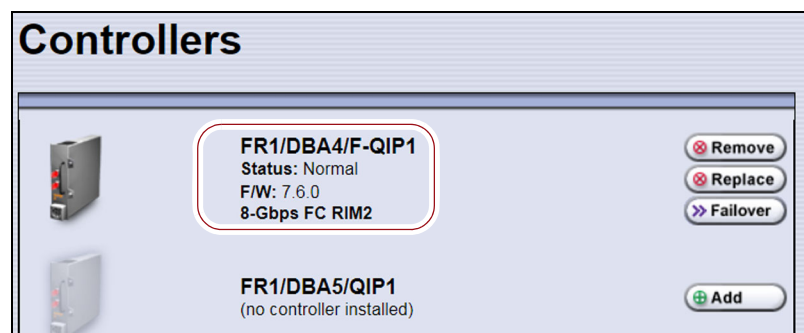 Controllers
FR1/DBA4/F-QIP1
Status: Normal
F/W: 7.6.0
8-Gbps FC RIM2
Remove
Replace
Failover
FR1/DBA5/QIP1
(no controller installed)
Add